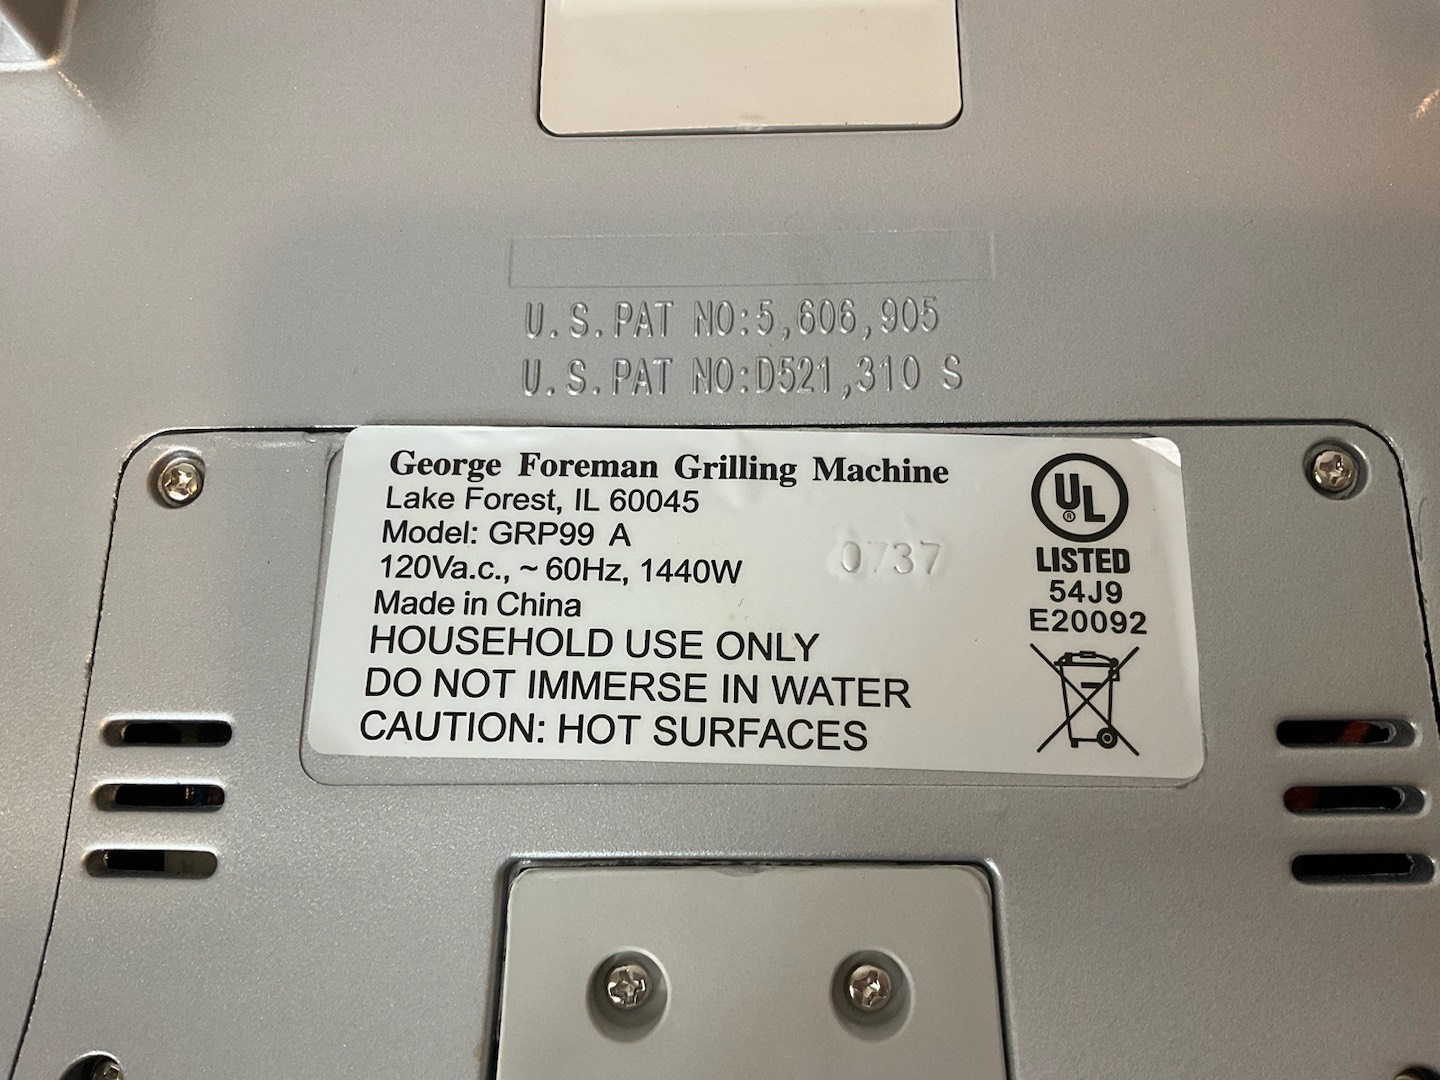 U.S.PAT NO:5,606,905
U.S.PAT NO:D521,310 S
George Foreman Grilling Machine
Lake Forest, IL 60045
Model: GRP99 A
120Va.c., ~ 60Hz, 1440W
0737
Made in China
HOUSEHOLD USE ONLY
DO NOT IMMERSE IN WATER
CAUTION: HOT SURFACES
UL
®
LISTED
54J9
E20092